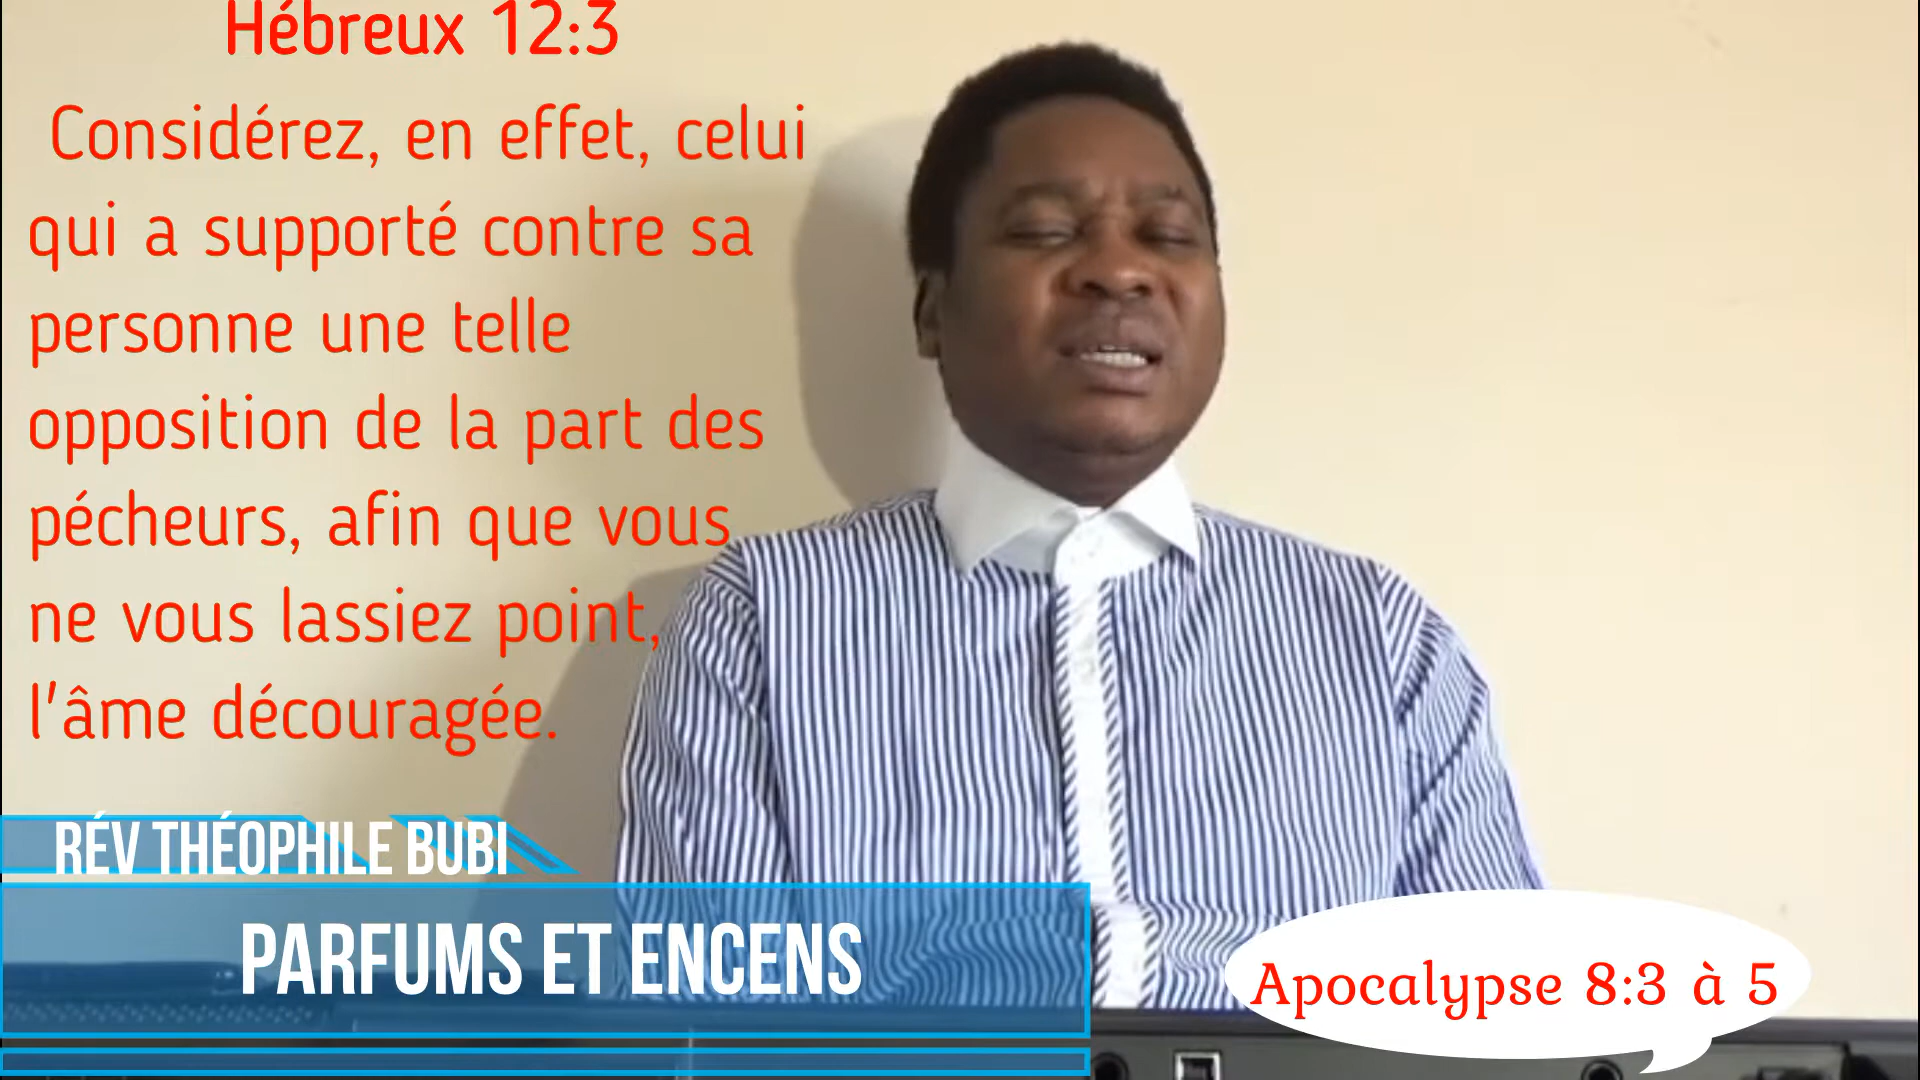 Hébreux 12:3
Considérez, en effet, celui
qui a supporté contre sa
personne une telle
opposition de la part des
pécheurs, afin que vous
ne vous lassiez point,
l'âme découragée.
RÉV THÉOPHILE BUBI
PARFUMS ET ENCENS
Apocalypse 8:3 à 5